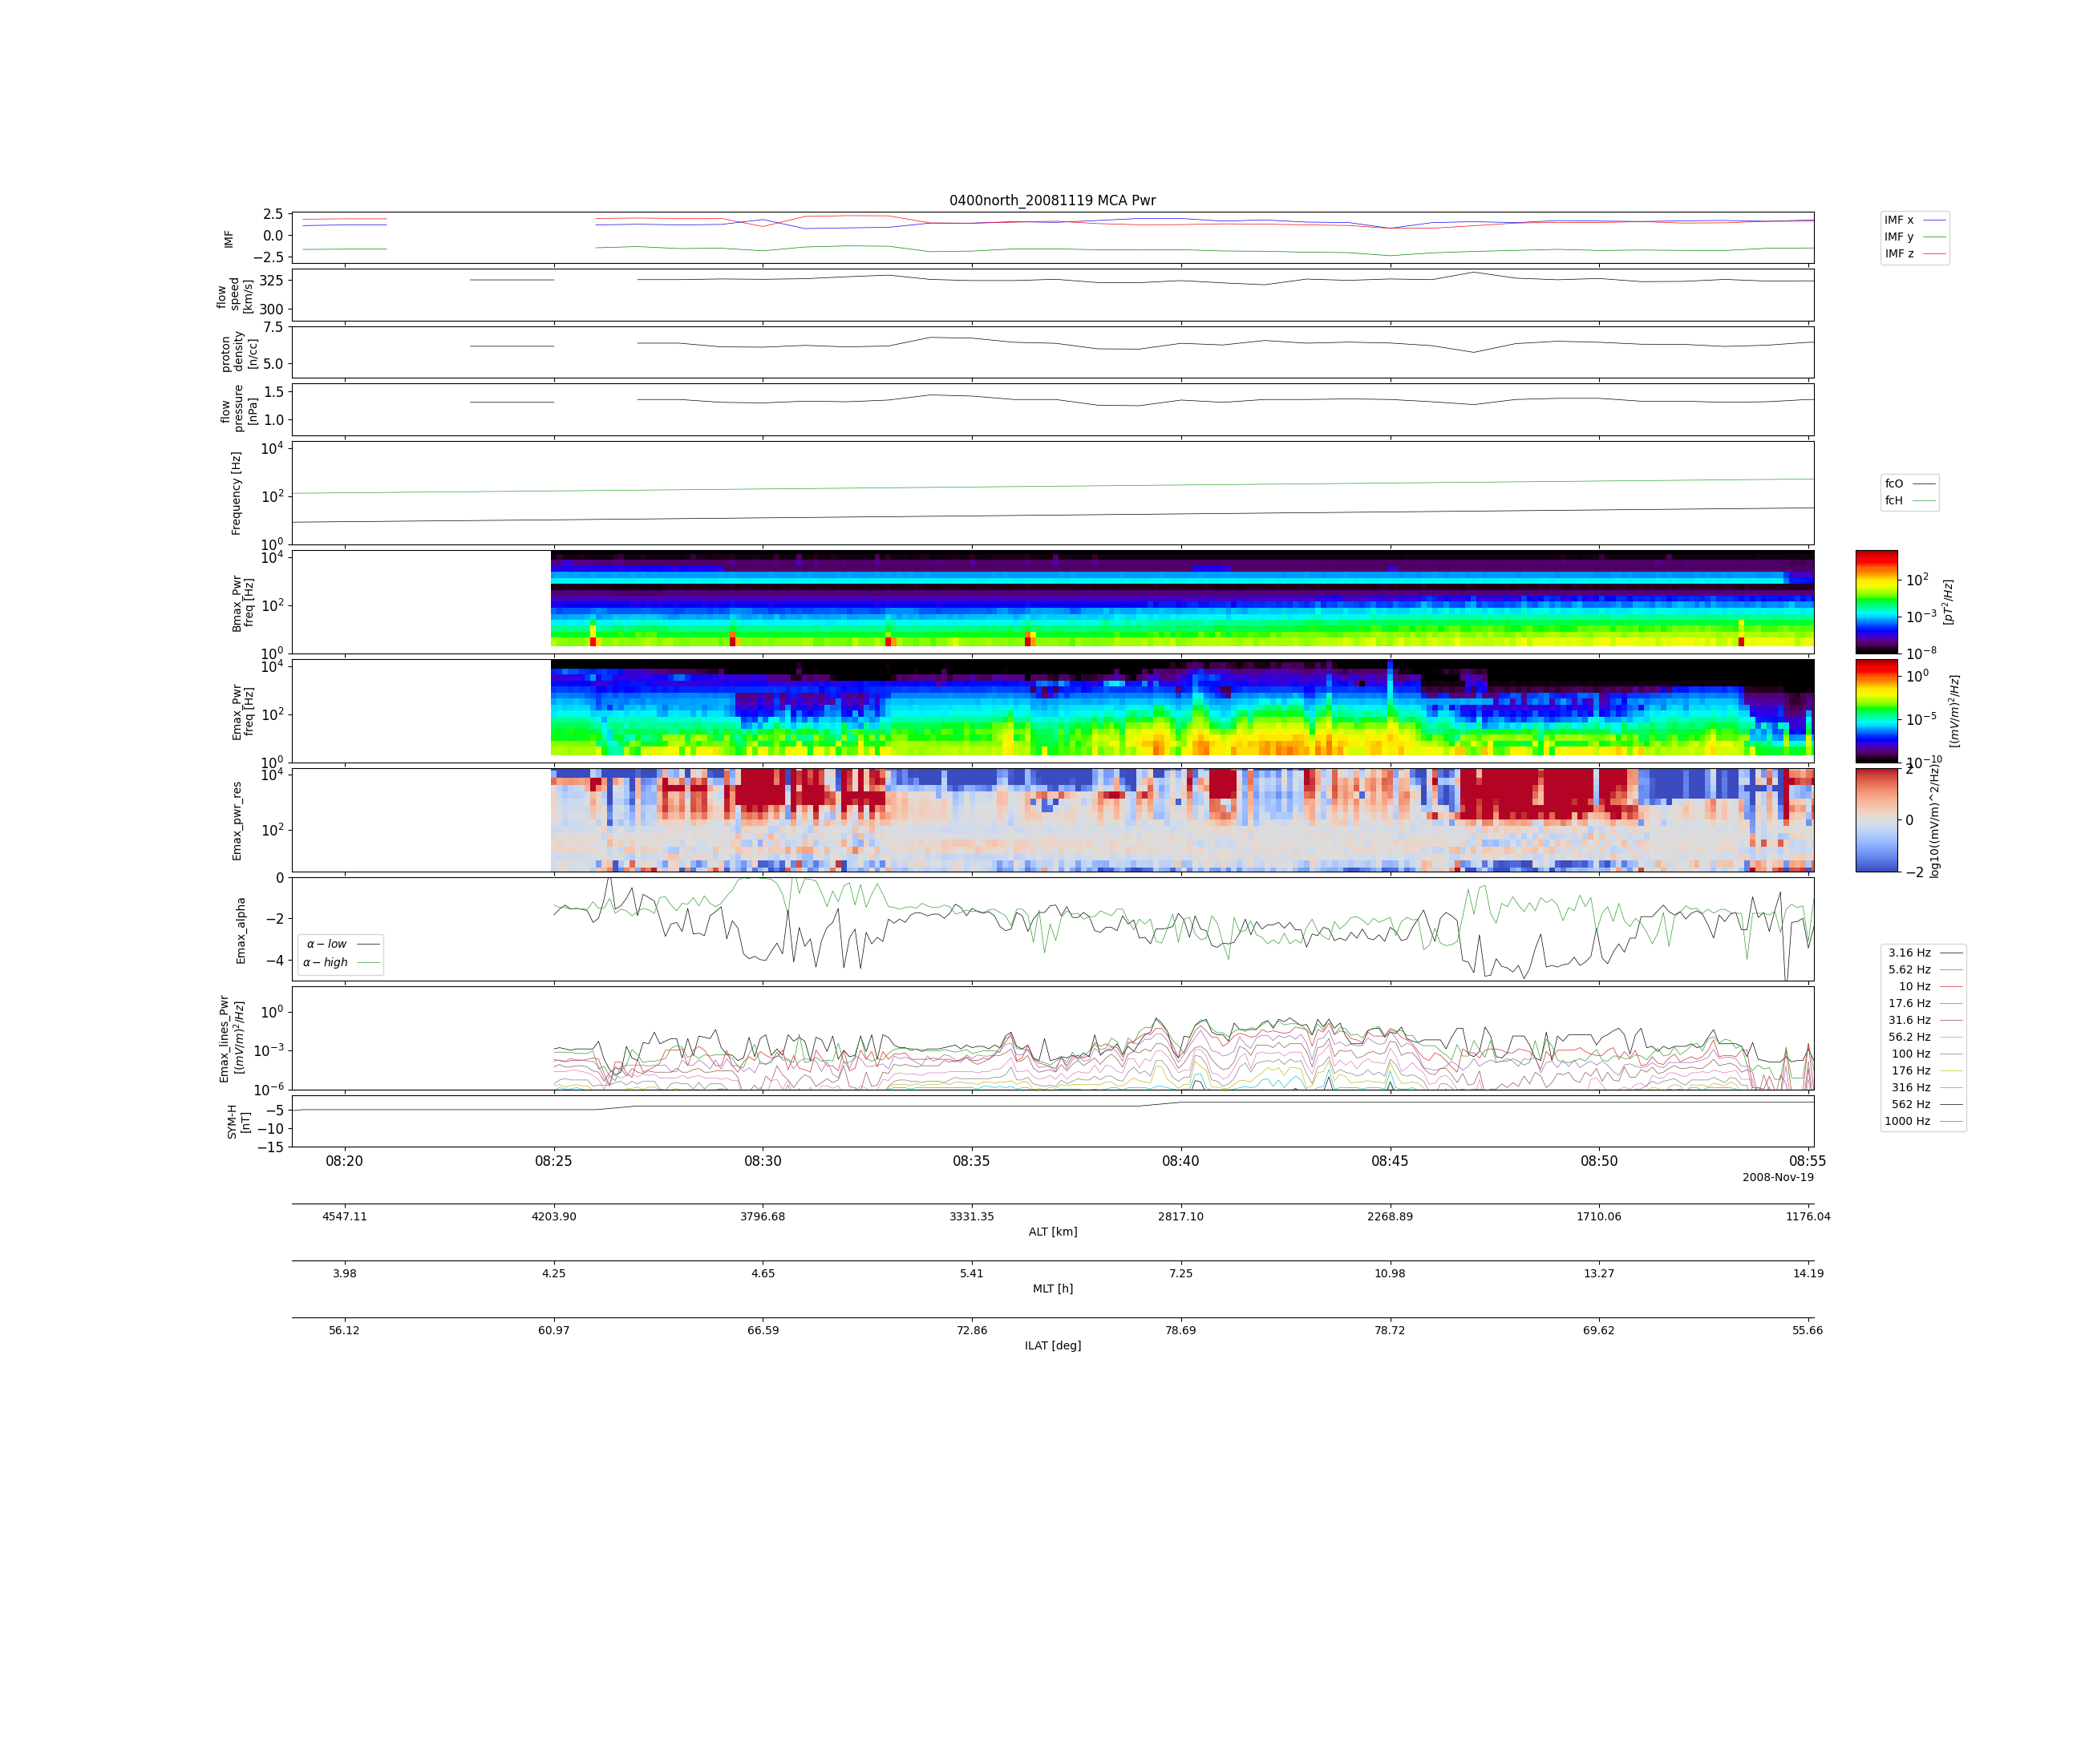 0400north_20081119 MCA Pwr
IMF
2.5
0.0
−2.5
IMF x
IMF y
IMF z
flow
speed
[km/s]
325
300
proton
density
[n/cc]
7.5
5.0
flow
pressure
[nPa]
1.5
1.0
Frequency [Hz]
10^4
10^2
10^0
fcO
fcH
Bmax_Pwr
freq [Hz]
10^4
10^2
10^0
10^2
10^−3
10^−8
[pT^2/Hz]
Emax_Pwr
freq [Hz]
10^4
10^2
10^0
10^0
10^−5
10^−10
[(mV/m)^2/Hz]
Emax_pwr_res
10^4
10^2
2
0
−2
log10((mV/m)^2/Hz)
Emax_alpha
0
−2
−4
α − low
α − high
Emax_lines_Pwr
[(mV/m)^2/Hz]
10^0
10^−3
10^−6
3.16 Hz
5.62 Hz
10 Hz
17.6 Hz
31.6 Hz
56.2 Hz
100 Hz
176 Hz
316 Hz
562 Hz
1000 Hz
SYM-H
[nT]
−5
−10
−15
08:20 08:25 08:30 08:35 08:40 08:45 08:50 08:55
2008-Nov-19
4547.11 4203.90 3796.68 3331.35 2817.10 2268.89 1710.06 1176.04
ALT [km]
3.98 4.25 4.65 5.41 7.25 10.98 13.27 14.19
MLT [h]
56.12 60.97 66.59 72.86 78.69 78.72 69.62 55.66
ILAT [deg]